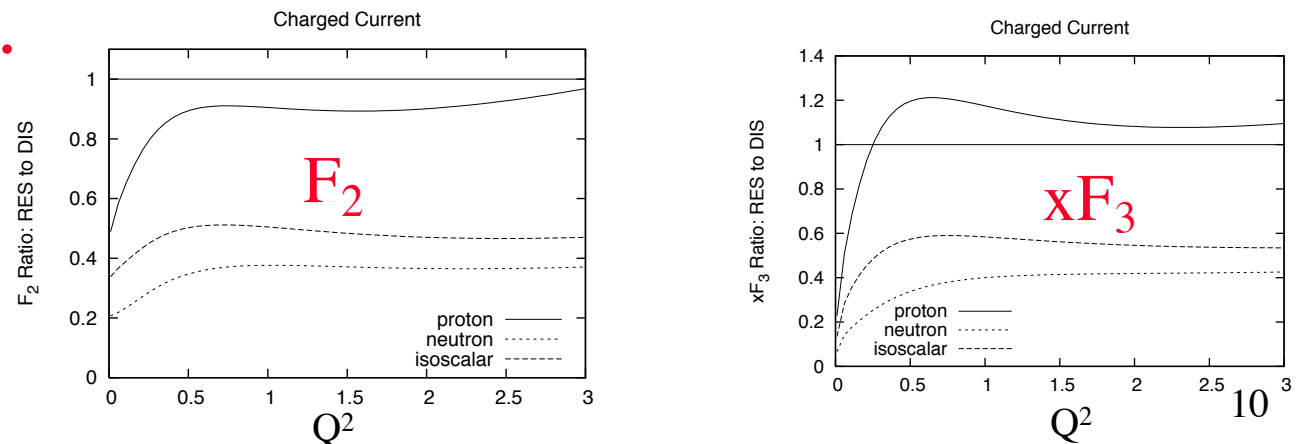 •
Charged Current
F₂ Ratio: RES to DIS
1
0.8
0.6
0.4
0.2
0
F₂
proton
neutron
isoscalar
0 0.5 1 1.5 2 2.5 3
Q²
Charged Current
xF₃ Ratio: RES to DIS
1.4
1.2
1
0.8
0.6
0.4
0.2
0
xF₃
proton
neutron
isoscalar
0 0.5 1 1.5 2 2.5 3
Q²
10